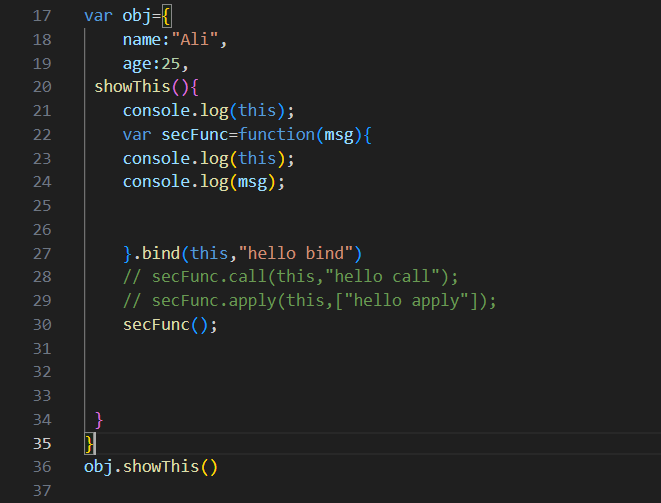 17 var obj={
18 name:"Ali",
19 age:25,
20 showThis(){
21 console.log(this);
22 var secFunc=function(msg){
23 console.log(this);
24 console.log(msg);
25
26
27 }.bind(this,"hello bind")
28 // secFunc.call(this,"hello call");
29 // secFunc.apply(this,["hello apply"]);
30 secFunc();
31
32
33
34 }
35 }
36 obj.showThis()
37